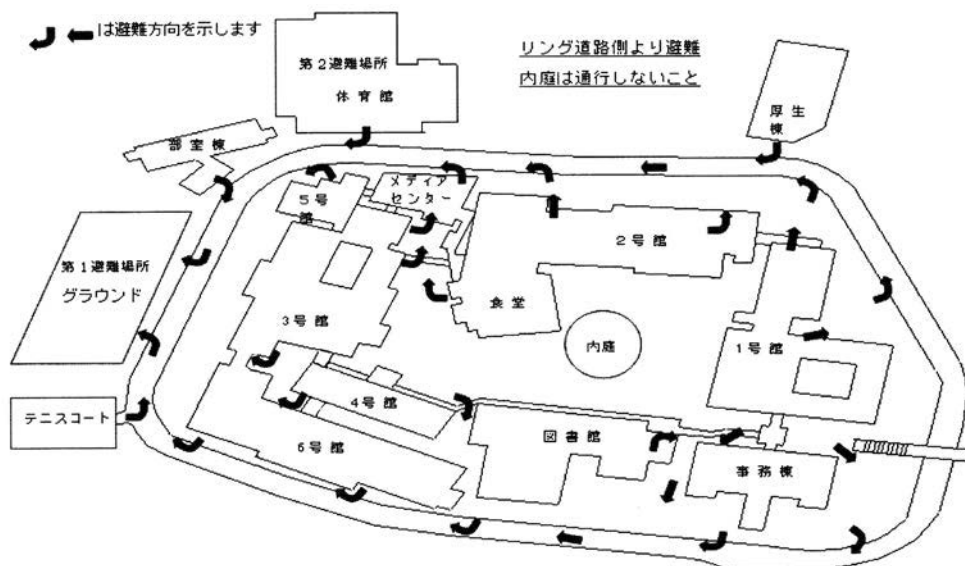 は避難方向を示します
リング道路側より避難
内庭は通行しないこと
第2避難場所
体育館
厚生
棟
部室棟
メディア
センター
5号
館
2号館
第1避難場所
グラウンド
食堂
3号館
内庭
1号館
テニスコート
4号館
図書館
6号館
事務棟